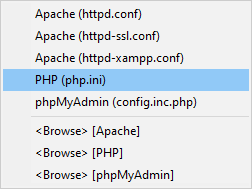 Apache (httpd.conf)
Apache (httpd-ssl.conf)
Apache (httpd-xampp.conf)
PHP (php.ini)
phpMyAdmin (config.inc.php)
<Browse> [Apache]
<Browse> [PHP]
<Browse> [phpMyAdmin]